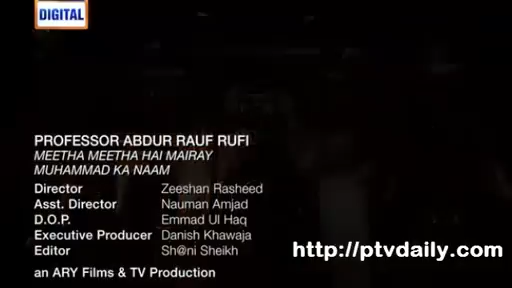 DIGITAL
PROFESSOR ABDUR RAUF RUFI
MEETHA MEETHA HAI MAIRAY
MUHAMMAD KA NAAM
Director Zeeshan Rasheed
Asst. Director Nauman Amjad
D.O.P. Emmad Ul Haq
Executive Producer Danish Khawaja
Editor Sh@ni Sheikh
an ARY Films & TV Production
http://ptvdaily.com